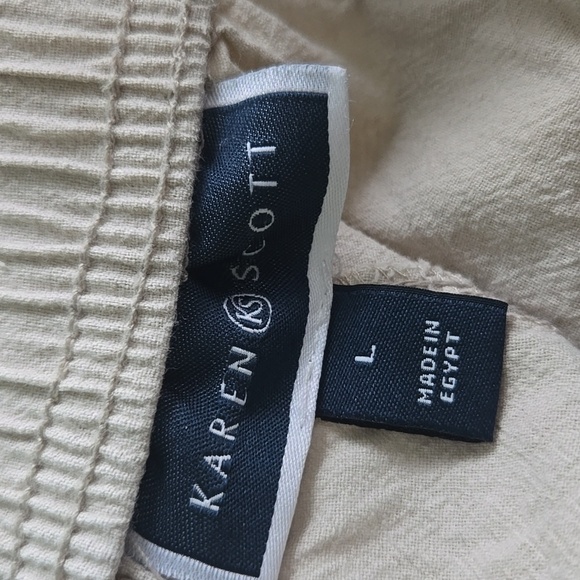 KAREN KS SCOTT
L
MADE IN
EGYPT